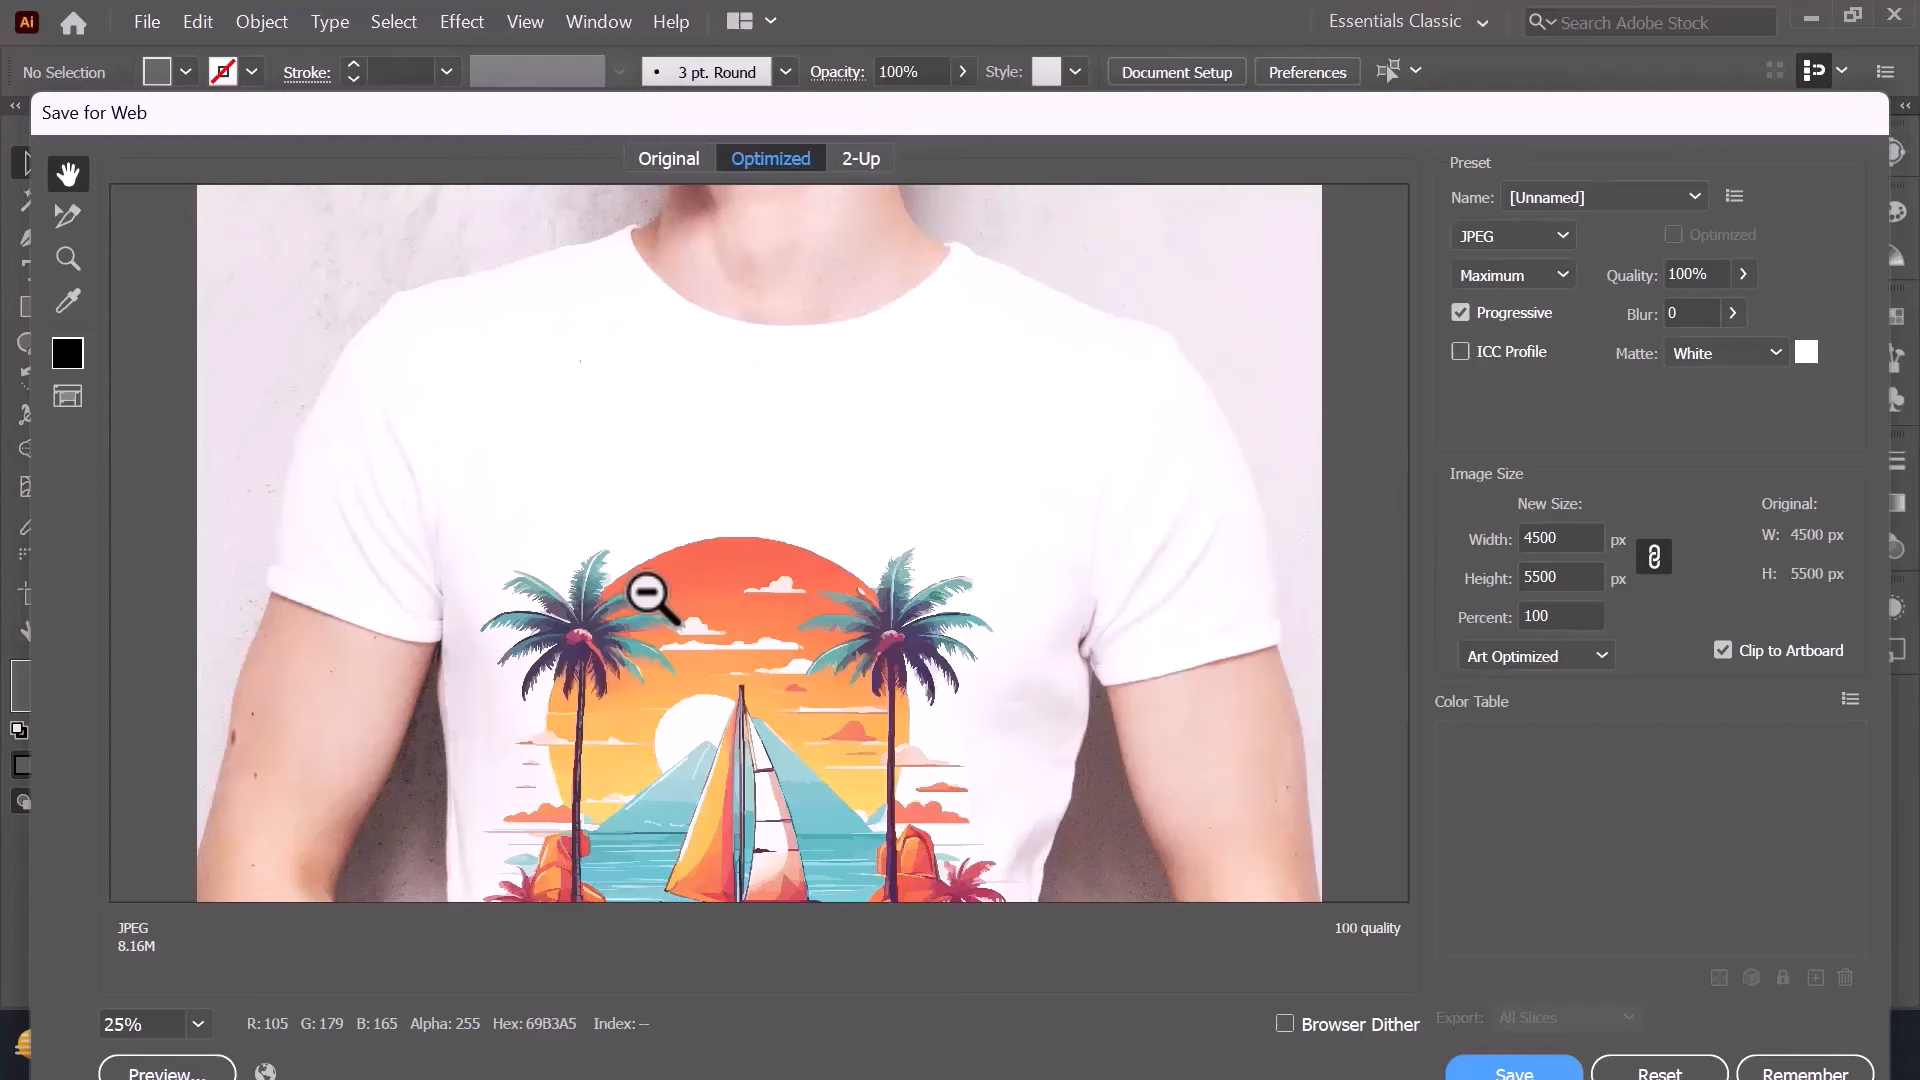 Ai File Edit Object Type Select Effect View Window Help Essentials Classic Search Adobe Stock
No Selection Stroke: 3 pt. Round Opacity: 100% Style: Document Setup Preferences
Save for Web
Original Optimized 2-Up
Preset
Name: [Unnamed]
JPEG Optimized
Maximum Quality: 100%
Progressive Blur: 0
ICC Profile Matte: White
Image Size
New Size: Original:
Width: 4500 px W: 4500 px
Height: 5500 px H: 5500 px
Percent: 100
Art Optimized Clip to Artboard
Color Table
JPEG 100 quality
8.16M
25% R: 105 G: 179 B: 165 Alpha: 255 Hex: 69B3A5 Index: -- Browser Dither Export: All Slices
Preview... Save Reset Remember